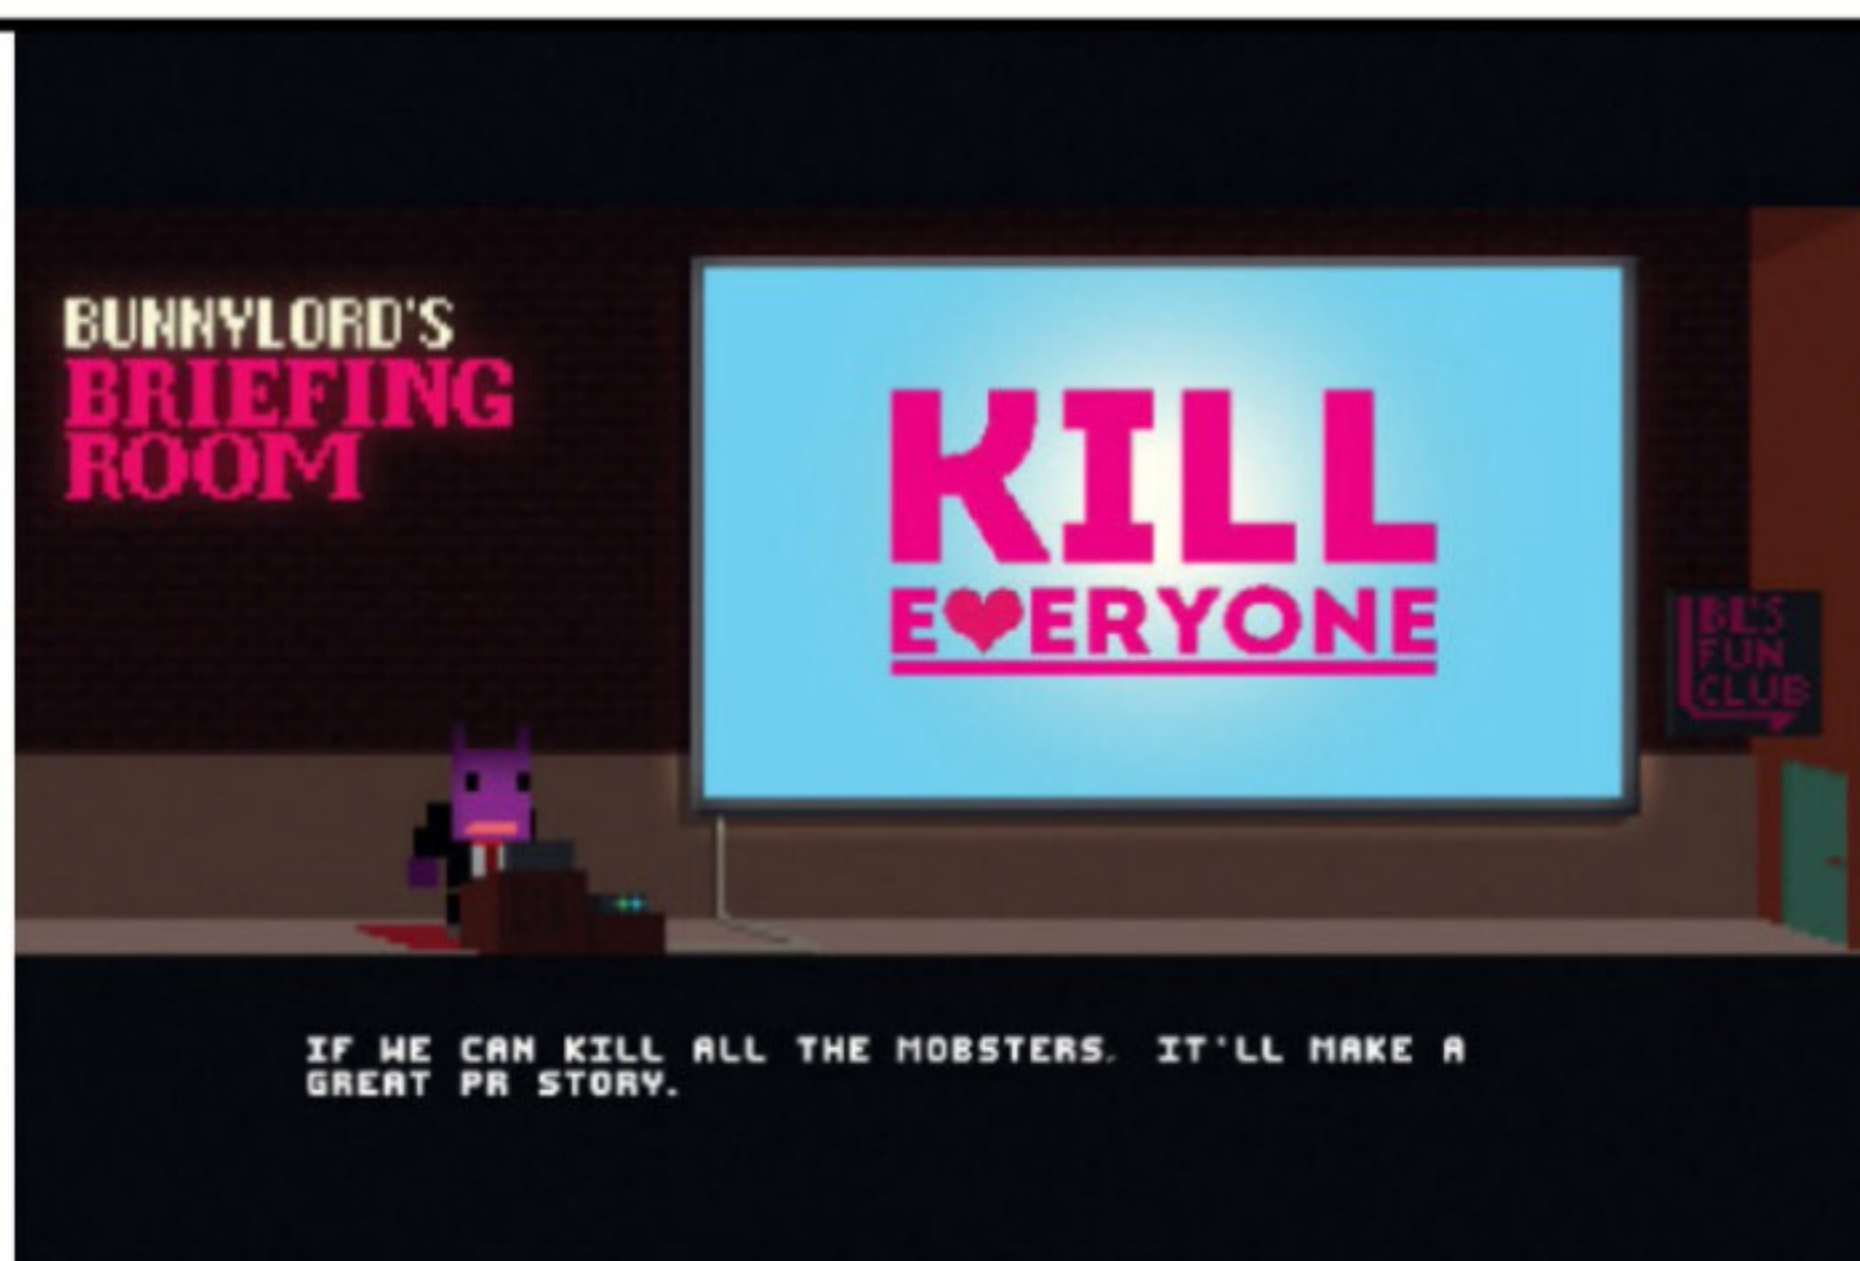 BUNNYLORD'S
BRIEFING
ROOM
KILL
E♥ERYONE
BL'S
FUN
CLUB
IF WE CAN KILL ALL THE MOBSTERS, IT'LL MAKE A
GREAT PR STORY.